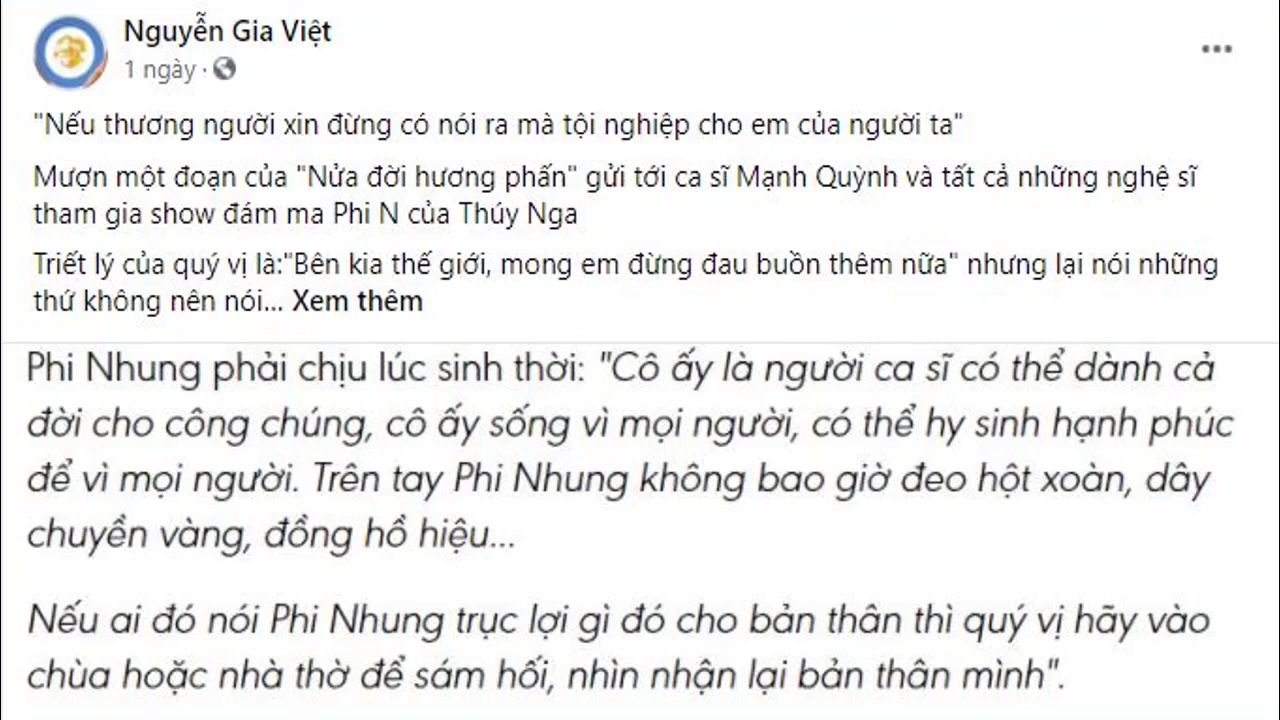 Nguyễn Gia Việt
1 ngày ·
"Nếu thương người xin đừng có nói ra mà tội nghiệp cho em của người ta"
Mượn một đoạn của "Nửa đời hương phấn" gửi tới ca sĩ Mạnh Quỳnh và tất cả những nghệ sĩ
tham gia show đám ma Phi N của Thúy Nga
Triết lý của quý vị là:"Bên kia thế giới, mong em đừng đau buồn thêm nữa" nhưng lại nói những
thứ không nên nói... Xem thêm
Phi Nhung phải chịu lúc sinh thời: "Cô ấy là người ca sĩ có thể dành cả
đời cho công chúng, cô ấy sống vì mọi người, có thể hy sinh hạnh phúc
để vì mọi người. Trên tay Phi Nhung không bao giờ đeo hột xoàn, dây
chuyền vàng, đồng hồ hiệu...
Nếu ai đó nói Phi Nhung trục lợi gì đó cho bản thân thì quý vị hãy vào
chùa hoặc nhà thờ để sám hối, nhìn nhận lại bản thân mình".